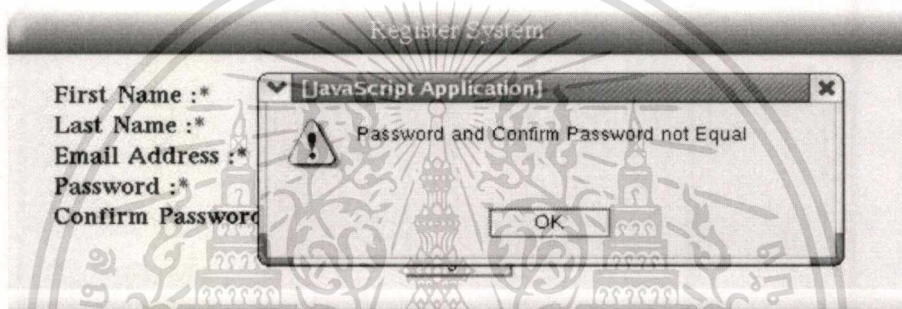 Register System
First Name :*
Last Name :*
Email Address :*
Password :*
Confirm Password
[JavaScript Application]
Password and Confirm Password not Equal
OK